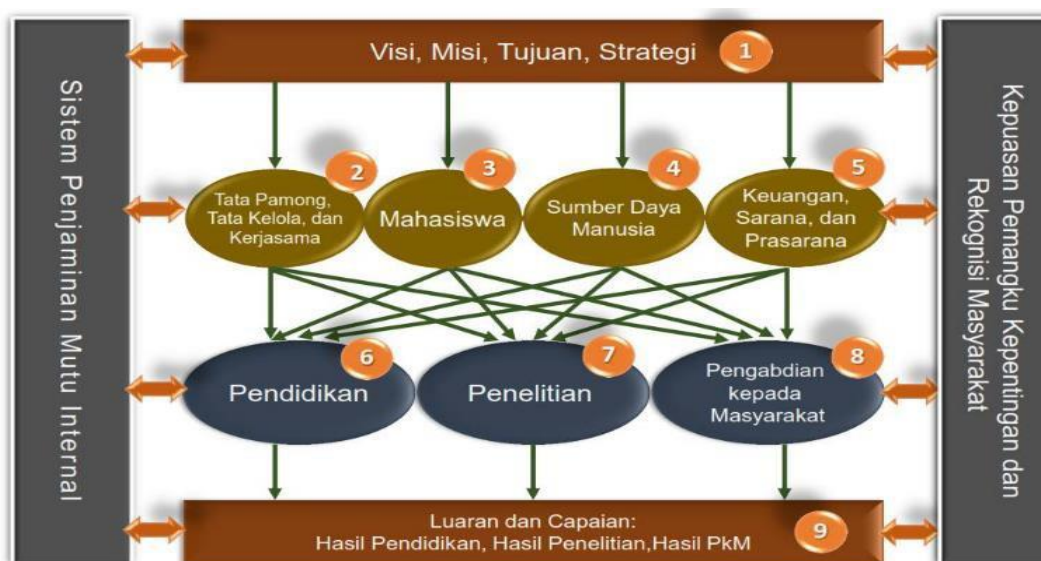 Sistem Penjaminan Mutu Internal
Visi, Misi, Tujuan, Strategi
1
2
Tata Pamong,
Tata Kelola, dan
Kerjasama
3
Mahasiswa
4
Sumber Daya
Manusia
5
Keuangan,
Sarana, dan
Prasarana
6
Pendidikan
7
Penelitian
8
Pengabdian
kepada
Masyarakat
Luaran dan Capaian:
Hasil Pendidikan, Hasil Penelitian,Hasil PkM
9
Kepuasan Pemangku Kepentingan dan
Rekognisi Masyarakat